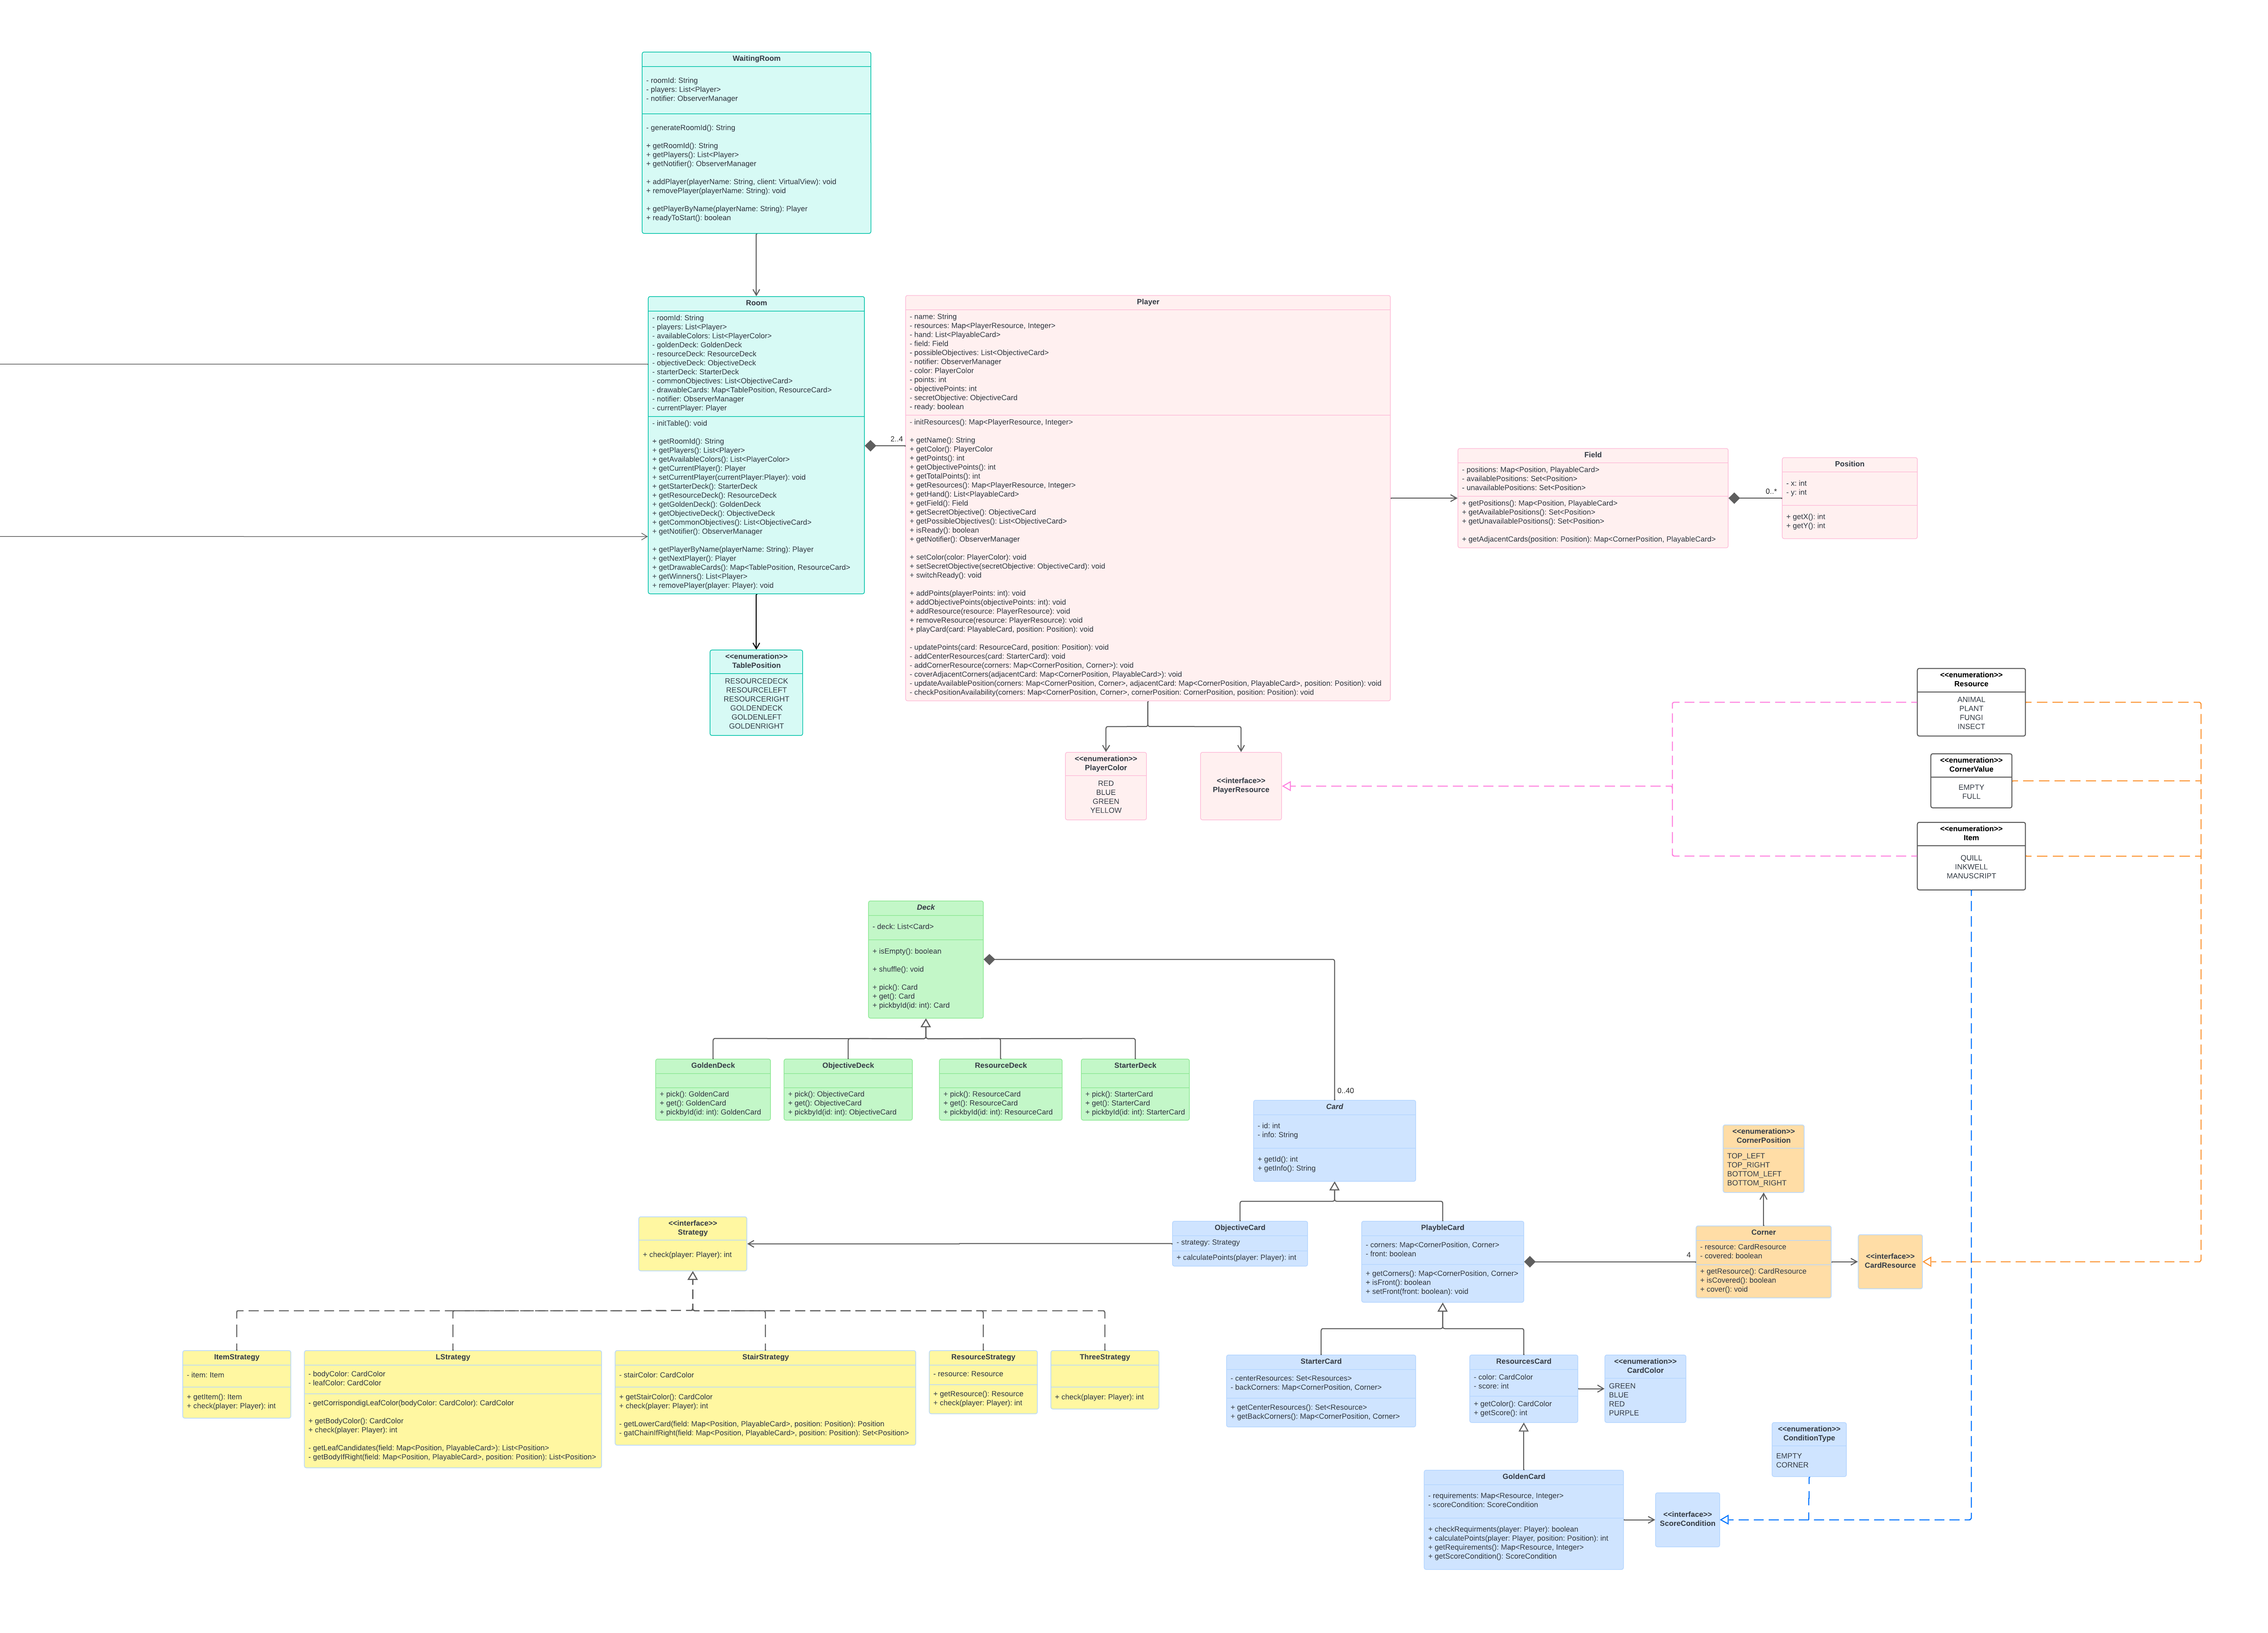 WaitingRoom
- roomId: String
- players: List<Player>
- notifier: ObserverManager
- generateRoomId(): String
+ getRoomId(): String
+ getPlayers(): List<Player>
+ getNotifier(): ObserverManager
+ addPlayer(playerName: String, client: VirtualView): void
+ removePlayer(playerName: String): void
+ getPlayerByName(playerName: String): Player
+ readyToStart(): boolean
Room
- roomId: String
- players: List<Player>
- availableColors: List<PlayerColor>
- goldenDeck: GoldenDeck
- resourceDeck: ResourceDeck
- objectiveDeck: ObjectiveDeck
- starterDeck: StarterDeck
- commonObjectives: List<ObjectiveCard>
- drawableCards: Map<TablePosition, ResourceCard>
- notifier: ObserverManager
- currentPlayer: Player
- initTable(): void
+ getRoomId(): String
+ getPlayers(): List<Player>
+ getAvailableColors(): List<PlayerColor>
+ getCurrentPlayer(): Player
+ setCurrentPlayer(currentPlayer:Player): void
+ getStarterDeck(): StarterDeck
+ getResourceDeck(): ResourceDeck
+ getGoldenDeck(): GoldenDeck
+ getObjectiveDeck(): ObjectiveDeck
+ getCommonObjectives(): List<ObjectiveCard>
+ getNotifier(): ObserverManager
+ getPlayerByName(playerName: String): Player
+ getNextPlayer(): Player
+ getDrawableCards(): Map<TablePosition, ResourceCard>
+ getWinners(): List<Player>
+ removePlayer(player: Player): void
2..4
Player
- name: String
- resources: Map<PlayerResource, Integer>
- hand: List<PlayableCard>
- field: Field
- possibleObjectives: List<ObjectiveCard>
- notifier: ObserverManager
- color: PlayerColor
- points: int
- objectivePoints: int
- secretObjective: ObjectiveCard
- ready: boolean
- initResources(): Map<PlayerResource, Integer>
+ getName(): String
+ getColor(): PlayerColor
+ getPoints(): int
+ getObjectivePoints(): int
+ getTotalPoints(): int
+ getResources(): Map<PlayerResource, Integer>
+ getHand(): List<PlayableCard>
+ getField(): Field
+ getSecretObjective(): ObjectiveCard
+ getPossibleObjectives(): List<ObjectiveCard>
+ isReady(): boolean
+ getNotifier(): ObserverManager
+ setColor(color: PlayerColor): void
+ setSecretObjective(secretObjective: ObjectiveCard): void
+ switchReady(): void
+ addPoints(playerPoints: int): void
+ addObjectivePoints(objectivePoints: int): void
+ addResource(resource: PlayerResource): void
+ removeResource(resource: PlayerResource): void
+ playCard(card: PlayableCard, position: Position): void
- updatePoints(card: ResourceCard, position: Position): void
- addCenterResources(card: StarterCard): void
- addCornerResource(corners: Map<CornerPosition, Corner>): void
- coverAdjacentCorners(adjacentCard: Map<CornerPosition, PlayableCard>): void
- updateAvailablePosition(corners: Map<CornerPosition, Corner>, adjacentCard: Map<CornerPosition, PlayableCard>, position: Position): void
- checkPositionAvailability(corners: Map<CornerPosition, Corner>, cornerPosition: CornerPosition, position: Position): void
Field
- positions: Map<Position, PlayableCard>
- availablePositions: Set<Position>
- unavailablePositions: Set<Position>
+ getPositions(): Map<Position, PlayableCard>
+ getAvailablePositions(): Set<Position>
+ getUnavailablePositions(): Set<Position>
+ getAdjacentCards(position: Position): Map<CornerPosition, PlayableCard>
0..*
Position
- x: int
- y: int
+ getX(): int
+ getY(): int
<<enumeration>>
TablePosition
RESOURCEDECK
RESOURCELEFT
RESOURCERIGHT
GOLDENDECK
GOLDENLEFT
GOLDENRIGHT
<<enumeration>>
PlayerColor
RED
BLUE
GREEN
YELLOW
<<interface>>
PlayerResource
<<enumeration>>
Resource
ANIMAL
PLANT
FUNGI
INSECT
<<enumeration>>
CornerValue
EMPTY
FULL
<<enumeration>>
Item
QUILL
INKWELL
MANUSCRIPT
Deck
- deck: List<Card>
+ isEmpty(): boolean
+ shuffle(): void
+ pick(): Card
+ get(): Card
+ pickbyId(id: int): Card
GoldenDeck
+ pick(): GoldenCard
+ get(): GoldenCard
+ pickbyId(id: int): GoldenCard
ObjectiveDeck
+ pick(): ObjectiveCard
+ get(): ObjectiveCard
+ pickbyId(id: int): ObjectiveCard
ResourceDeck
+ pick(): ResourceCard
+ get(): ResourceCard
+ pickbyId(id: int): ResourceCard
StarterDeck
+ pick(): StarterCard
+ get(): StarterCard
+ pickbyId(id: int): StarterCard
0..40
Card
- id: int
- info: String
+ getId(): int
+ getInfo(): String
<<enumeration>>
CornerPosition
TOP_LEFT
TOP_RIGHT
BOTTOM_LEFT
BOTTOM_RIGHT
<<interface>>
Strategy
+ check(player: Player): int
ObjectiveCard
- strategy: Strategy
+ calculatePoints(player: Player): int
PlaybleCard
- corners: Map<CornerPosition, Corner>
- front: boolean
+ getCorners(): Map<CornerPosition, Corner>
+ isFront(): boolean
+ setFront(front: boolean): void
4
Corner
- resource: CardResource
- covered: boolean
+ getResource(): CardResource
+ isCovered(): boolean
+ cover(): void
<<interface>>
CardResource
ItemStrategy
- item: Item
+ getItem(): Item
+ check(player: Player): int
LStrategy
- bodyColor: CardColor
- leafColor: CardColor
- getCorrispondigLeafColor(bodyColor: CardColor): CardColor
+ getBodyColor(): CardColor
+ check(player: Player): int
- getLeafCandidates(field: Map<Position, PlayableCard>): List<Position>
- getBodyIfRight(field: Map<Position, PlayableCard>, position: Position): List<Position>
StairStrategy
- stairColor: CardColor
+ getStairColor(): CardColor
+ check(player: Player): int
- getLowerCard(field: Map<Position, PlayableCard>, position: Position): Position
- gatChainIfRight(field: Map<Position, PlayableCard>, position: Position): Set<Position>
ResourceStrategy
- resource: Resource
+ getResource(): Resource
+ check(player: Player): int
ThreeStrategy
+ check(player: Player): int
StarterCard
- centerResources: Set<Resources>
- backCorners: Map<CornerPosition, Corner>
+ getCenterResources(): Set<Resource>
+ getBackCorners(): Map<CornerPosition, Corner>
ResourcesCard
- color: CardColor
- score: int
+ getColor(): CardColor
+ getScore(): int
<<enumeration>>
CardColor
GREEN
BLUE
RED
PURPLE
<<enumeration>>
ConditionType
EMPTY
CORNER
GoldenCard
- requirements: Map<Resource, Integer>
- scoreCondition: ScoreCondition
+ checkRequirments(player: Player): boolean
+ calculatePoints(player: Player, position: Position): int
+ getRequirements(): Map<Resource, Integer>
+ getScoreCondition(): ScoreCondition
<<interface>>
ScoreCondition